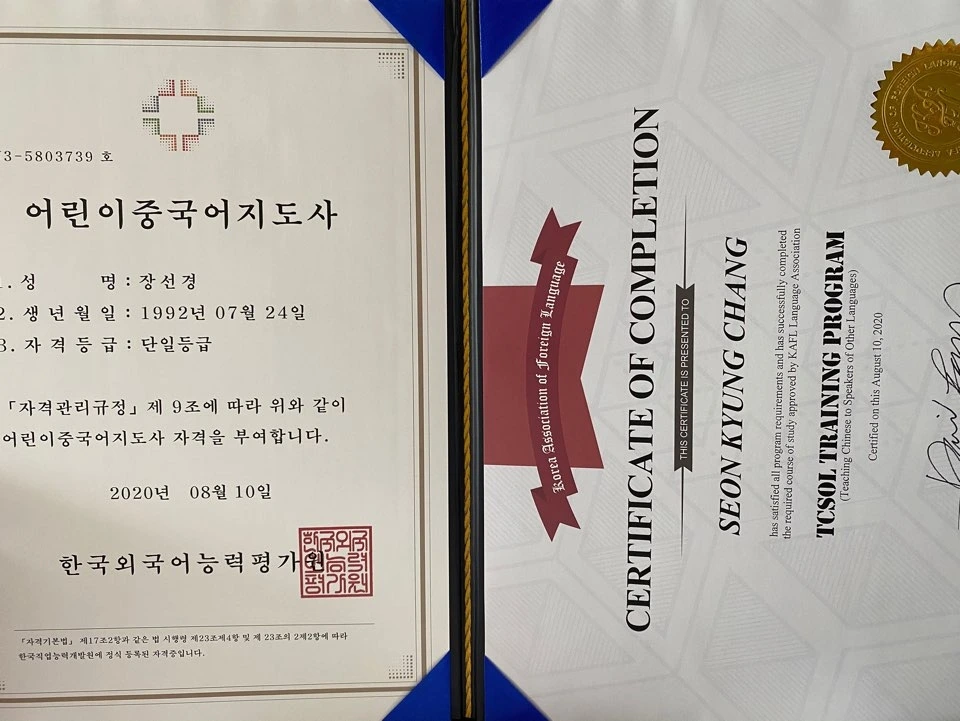 3-5803739 호
어린이중국어지도사
. 성 명 : 장선경
2. 생 년 월 일 : 1992년 07월 24일
3. 자 격 등 급 : 단일등급
「자격관리규정」 제 9조에 따라 위와 같이
어린이중국어지도사 자격을 부여합니다.
2020년 08월 10일
한국외국어능력평가원
「자격기본법」 제17조2항과 같은 법 시행령 제23조제4항 및 제 23조의 2제2항에 따라
한국직업능력개발원에 정식 등록된 자격증입니다.
Korea Association of Foreign Language
CERTIFICATE OF COMPLETION
THIS CERTIFICATE IS PRESENTED TO
SEON KYUNG CHANG
has satisfied all program requirements and has successfully completed
the required course of study approved by KAFL Language Association
TCSOL TRAINING PROGRAM
(Teaching Chinese to Speakers of Other Languages)
Certified on this August 10, 2020